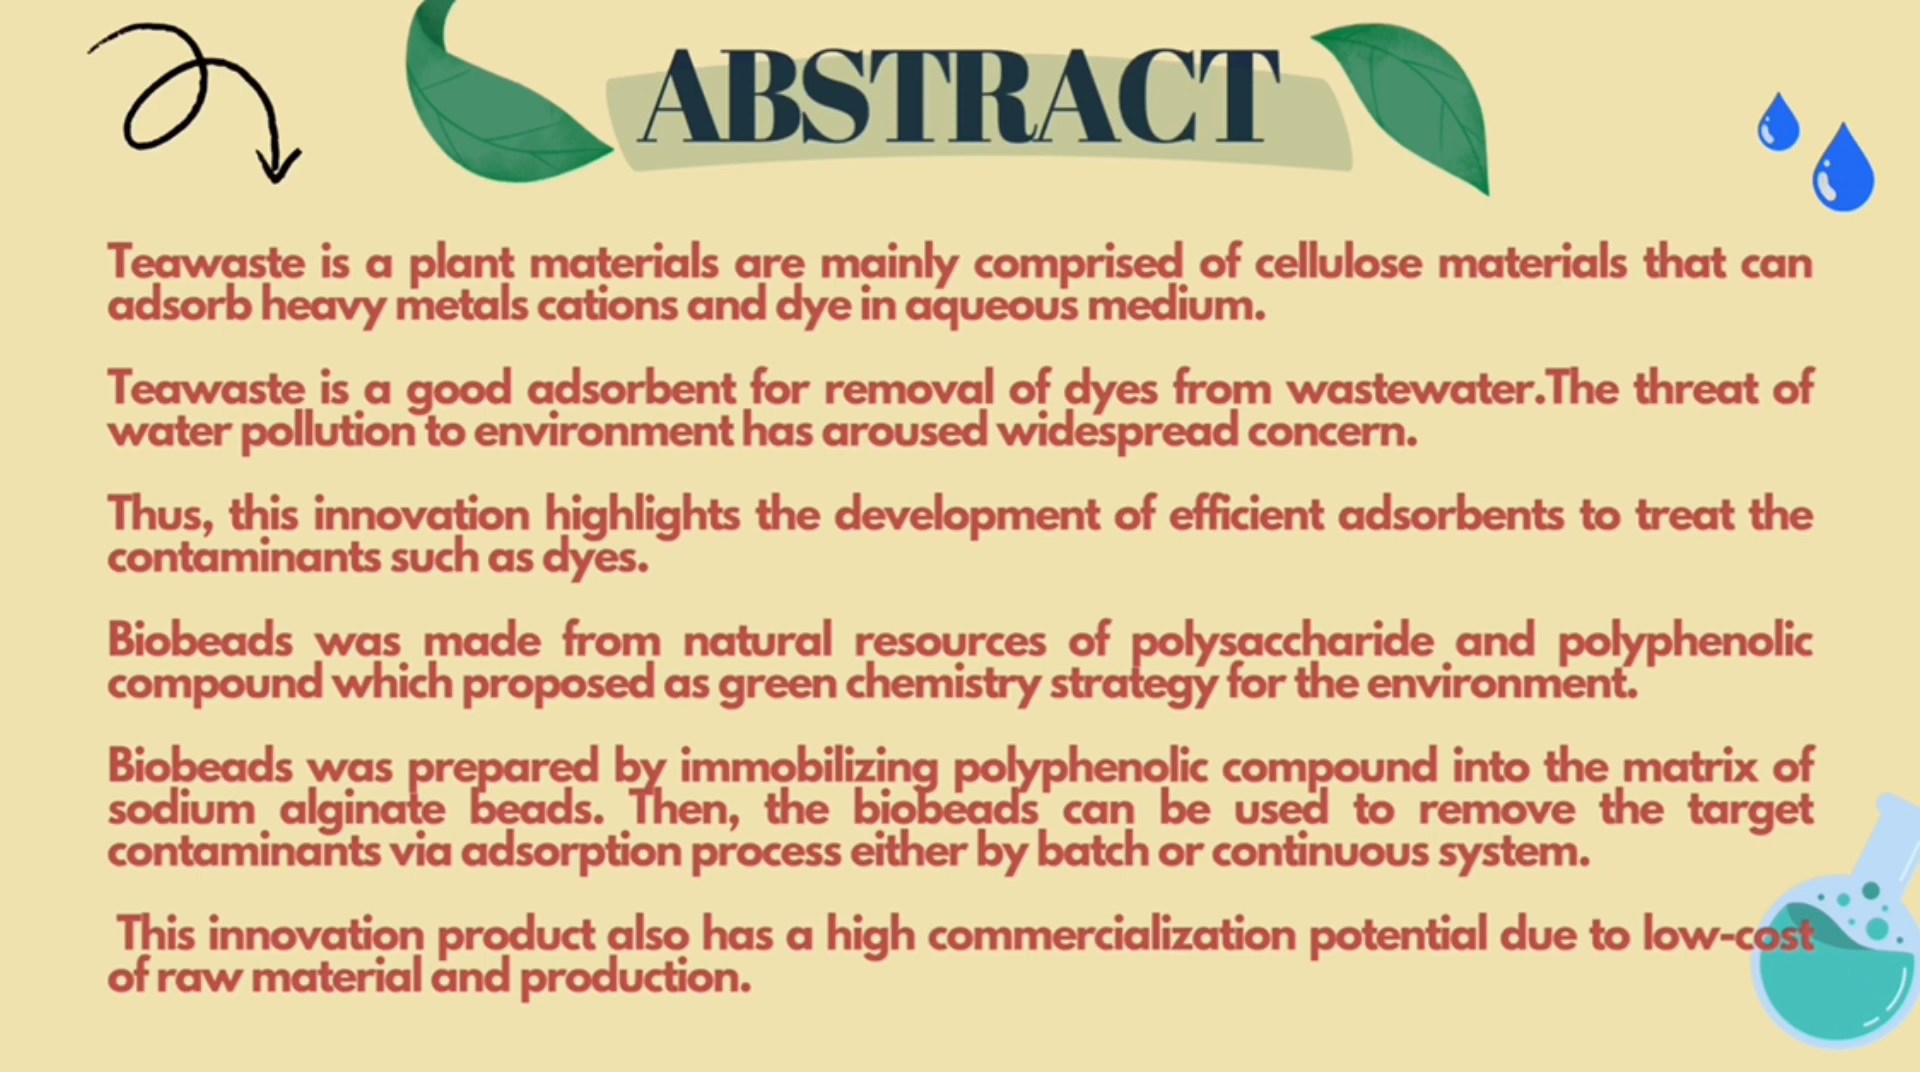 ABSTRACT
Teawaste is a plant materials are mainly comprised of cellulose materials that can
adsorb heavy metals cations and dye in aqueous medium.
Teawaste is a good adsorbent for removal of dyes from wastewater.The threat of
water pollution to environment has aroused widespread concern.
Thus, this innovation highlights the development of efficient adsorbents to treat the
contaminants such as dyes.
Biobeads was made from natural resources of polysaccharide and polyphenolic
compound which proposed as green chemistry strategy for the environment.
Biobeads was prepared by immobilizing polyphenolic compound into the matrix of
sodium alginate beads. Then, the biobeads can be used to remove the target
contaminants via adsorption process either by batch or continuous system.
This innovation product also has a high commercialization potential due to low-cost
of raw material and production.